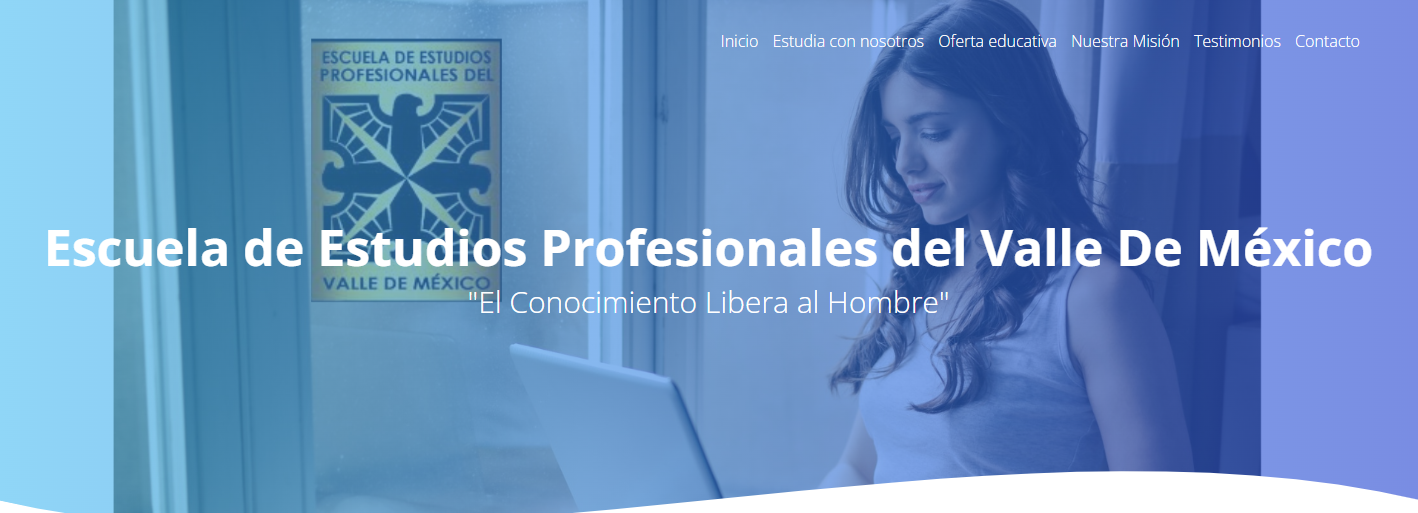 Inicio Estudia con nosotros Oferta educativa Nuestra Misión Testimonios Contacto
ESCUELA DE ESTUDIOS
PROFESIONALES DEL
VALLE DE MÉXICO
Escuela de Estudios Profesionales del Valle De México
"El Conocimiento Libera al Hombre"